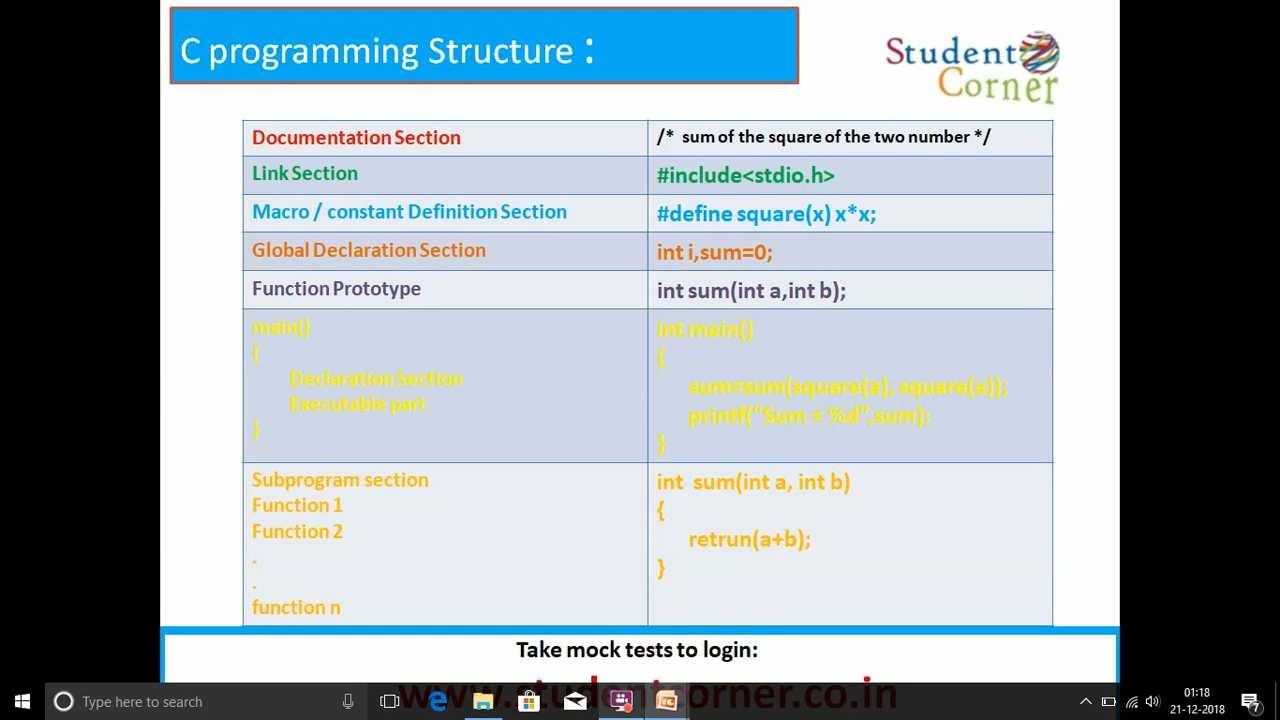 C programming Structure :
Student
Corner
Documentation Section
/* sum of the square of the two number */
Link Section
#include<stdio.h>
Macro / constant Definition Section
#define square(x) x*x;
Global Declaration Section
int i,sum=0;
Function Prototype
int sum(int a,int b);
main()
{
Declaration Section
Executable part
}
int main()
{
sum=sum(square(a), square(a));
printf(“Sum = %d”,sum);
}
Subprogram section
Function 1
Function 2
.
.
function n
int sum(int a, int b)
{
retrun(a+b);
}
Take mock tests to login:
www.studentcorner.co.in
Type here to search
01:18
21-12-2018
7